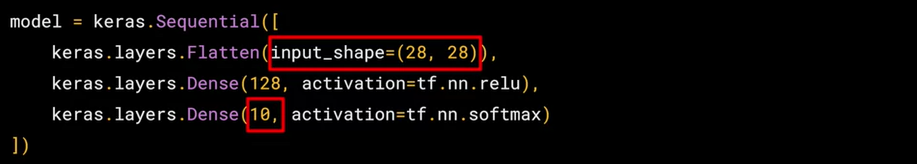 model = keras.Sequential([
    keras.layers.Flatten(input_shape=(28, 28)),
    keras.layers.Dense(128, activation=tf.nn.relu),
    keras.layers.Dense(10, activation=tf.nn.softmax)
])